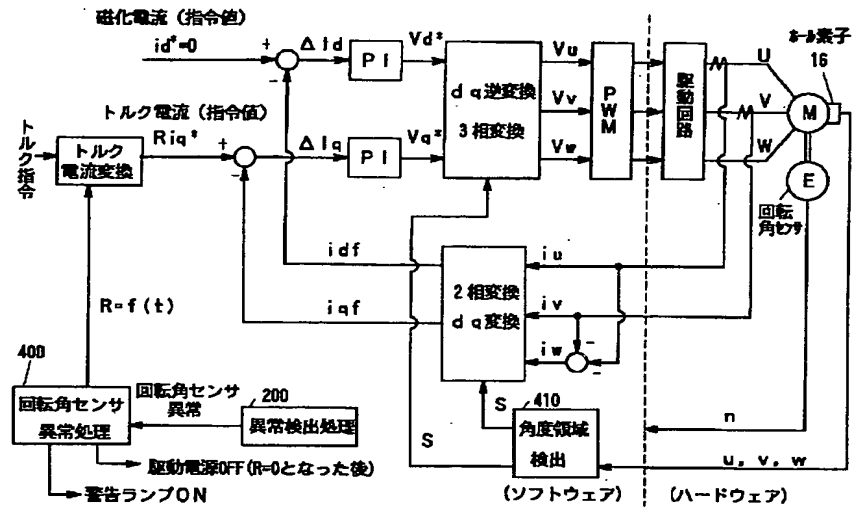 磁化電流（指令値）
id*=0
+
-
ΔId
PI
Vd*
dq逆変換
3相変換
Vu
Vv
Vw
PWM
駆動回路
U
V
W
ホール素子
16
M
E
回転
角センサ
トルク電流（指令値）
トルク指令
トルク
電流変換
Riq*
+
-
ΔIq
PI
Vq*
idf
iqf
2相変換
dq変換
iu
iv
iw
-
-
R=f(t)
400
回転角センサ
異常処理
回転角センサ
異常
200
異常検出処理
駆動電源OFF(R=0となった後)
警告ランプON
S
S
410
角度領域
検出
n
u, v, w
(ソフトウェア)
(ハードウェア)